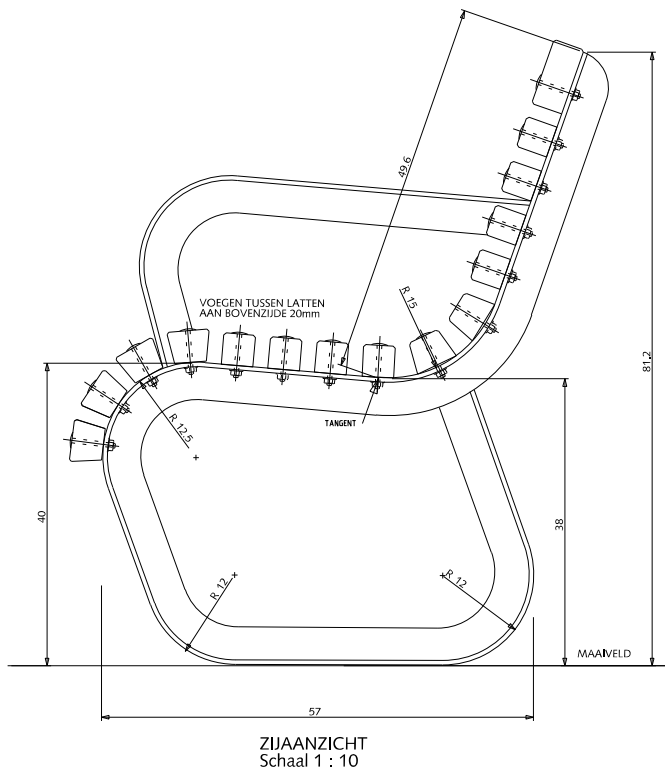 49.6
R 15
VOEGEN TUSSEN LATTEN
AAN BOVENZIJDE 20mm
81.2
R 12.5
TANGENT
40
38
R 12
R 12
MAAIVELD
57
ZIJAANZICHT
Schaal 1 : 10